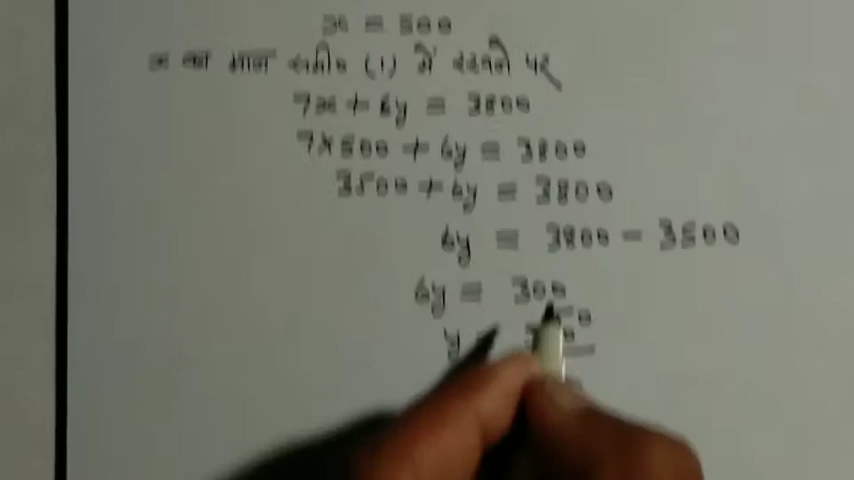 x = 500
x का मान समी० (1) में रखने पर
7x + 6y = 3800
7×500 + 6y = 3800
3500 + 6y = 3800
6y = 3800 - 3500
6y = 300
y